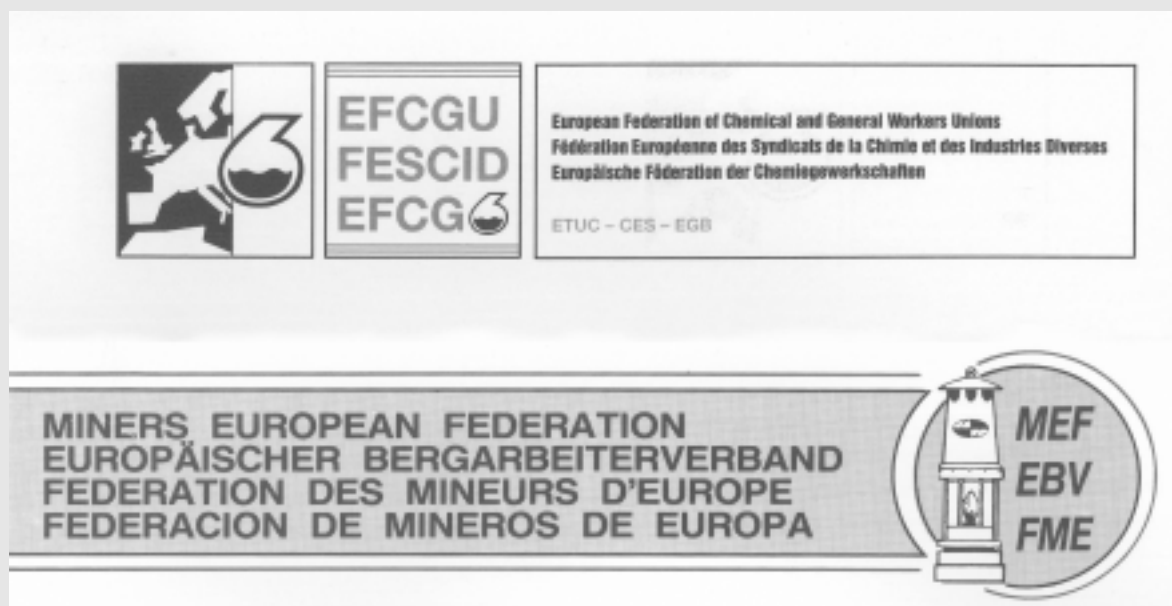 EFCGU
FESCID
EFCG
European Federation of Chemical and General Workers Unions
Fédération Européenne des Syndicats de la Chimie et des Industries Diverses
Europäische Föderation der Chemiegewerkschaften
ETUC – CES – EGB
MINERS EUROPEAN FEDERATION
EUROPÄISCHER BERGARBEITERVERBAND
FEDERATION DES MINEURS D'EUROPE
FEDERACION DE MINEROS DE EUROPA
MEF
EBV
FME